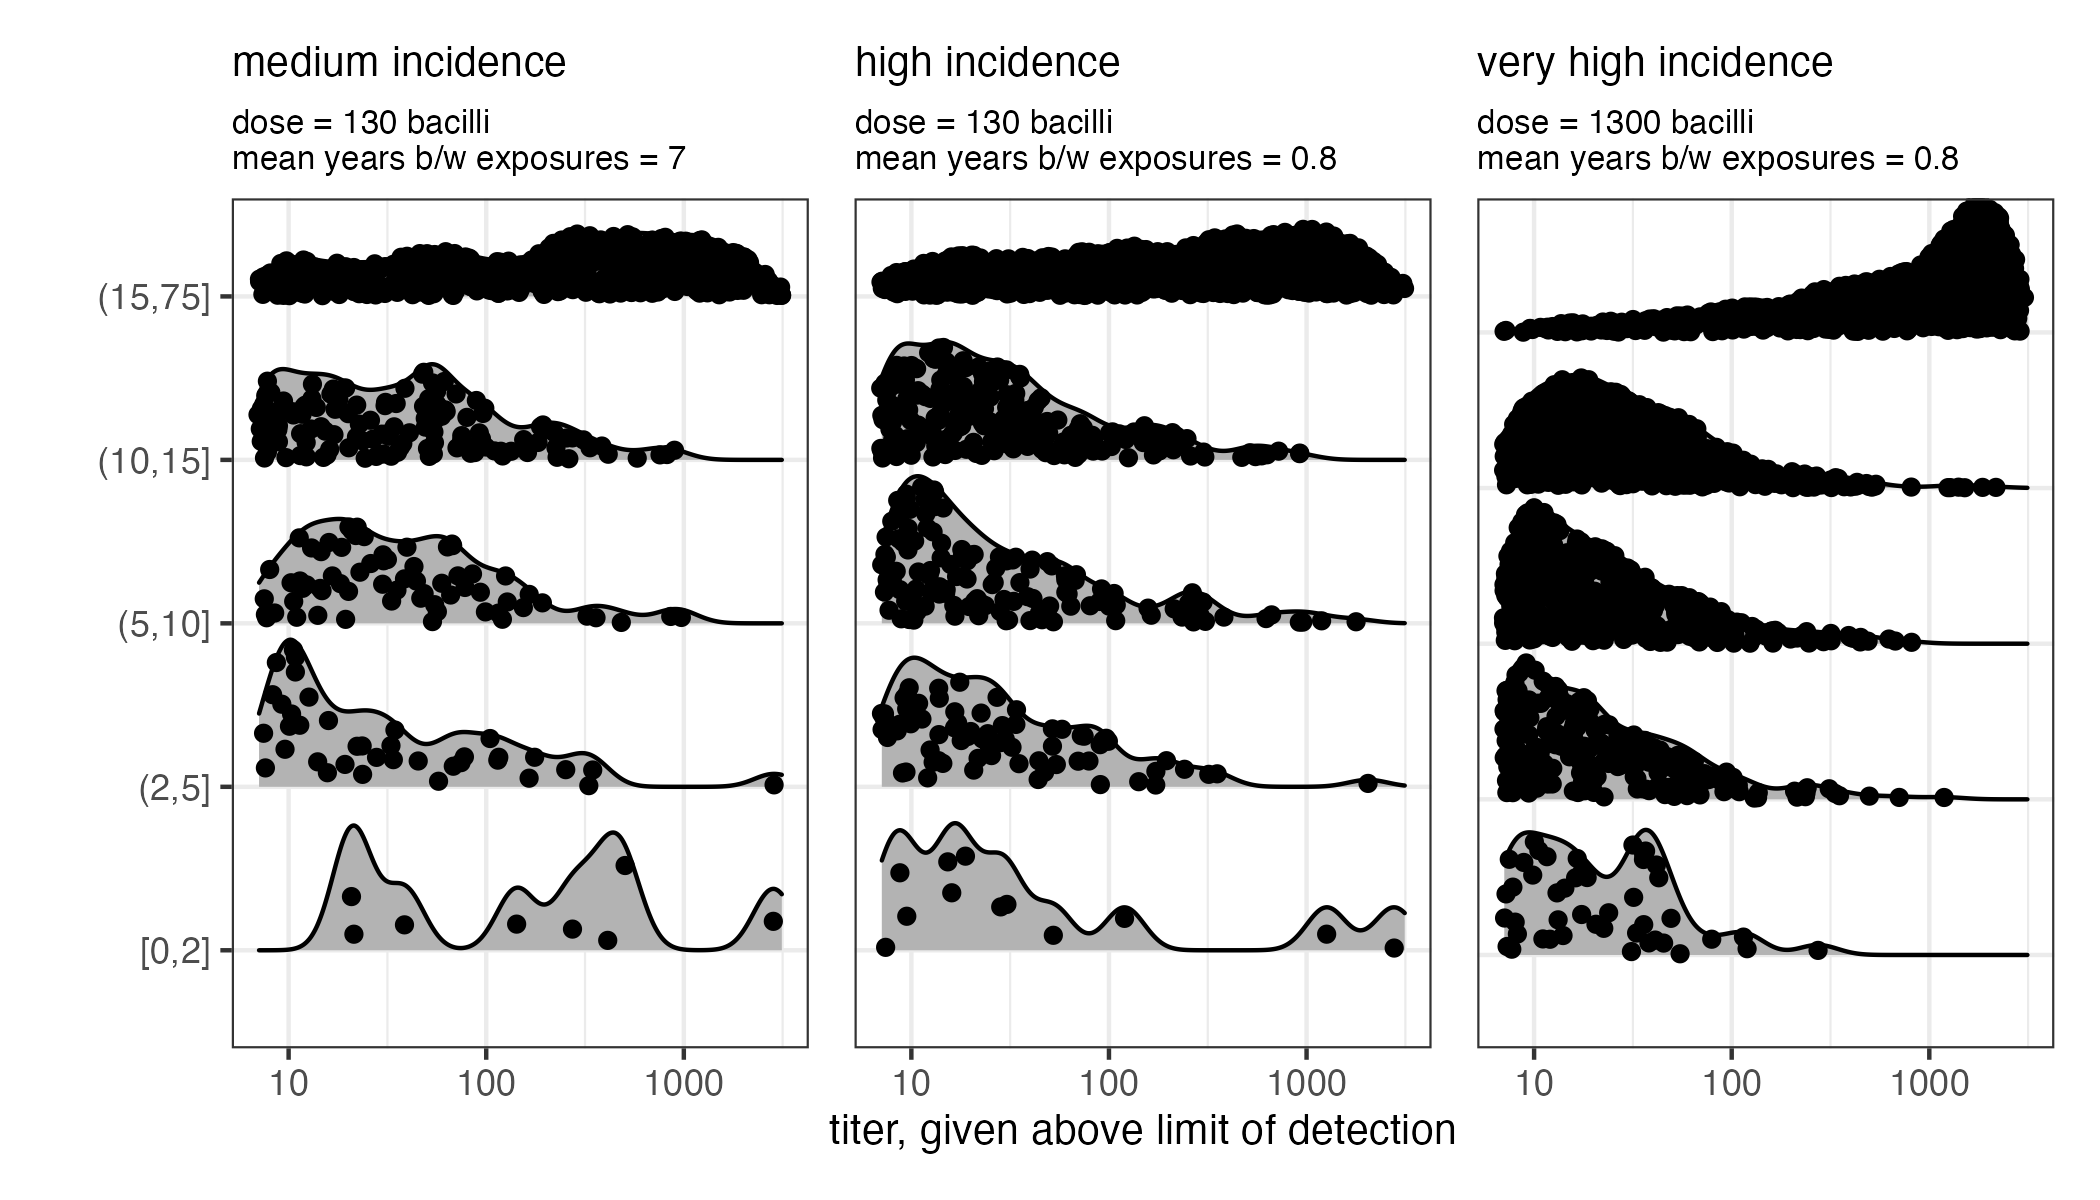 medium incidence
dose = 130 bacilli
mean years b/w exposures = 7
high incidence
dose = 130 bacilli
mean years b/w exposures = 0.8
very high incidence
dose = 1300 bacilli
mean years b/w exposures = 0.8
(15,75]
(10,15]
(5,10]
(2,5]
[0,2]
10 100 1000
10 100 1000
10 100 1000
titer, given above limit of detection